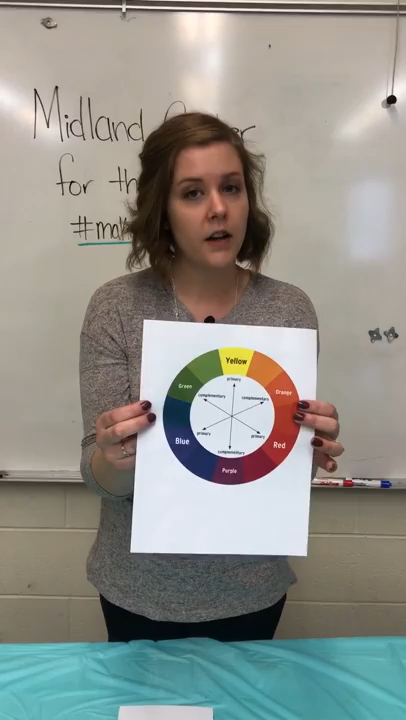 Midland
for
Yellow
primary
Green
Orange
complementary
complementary
primary
primary
Blue
Red
complementary
Purple